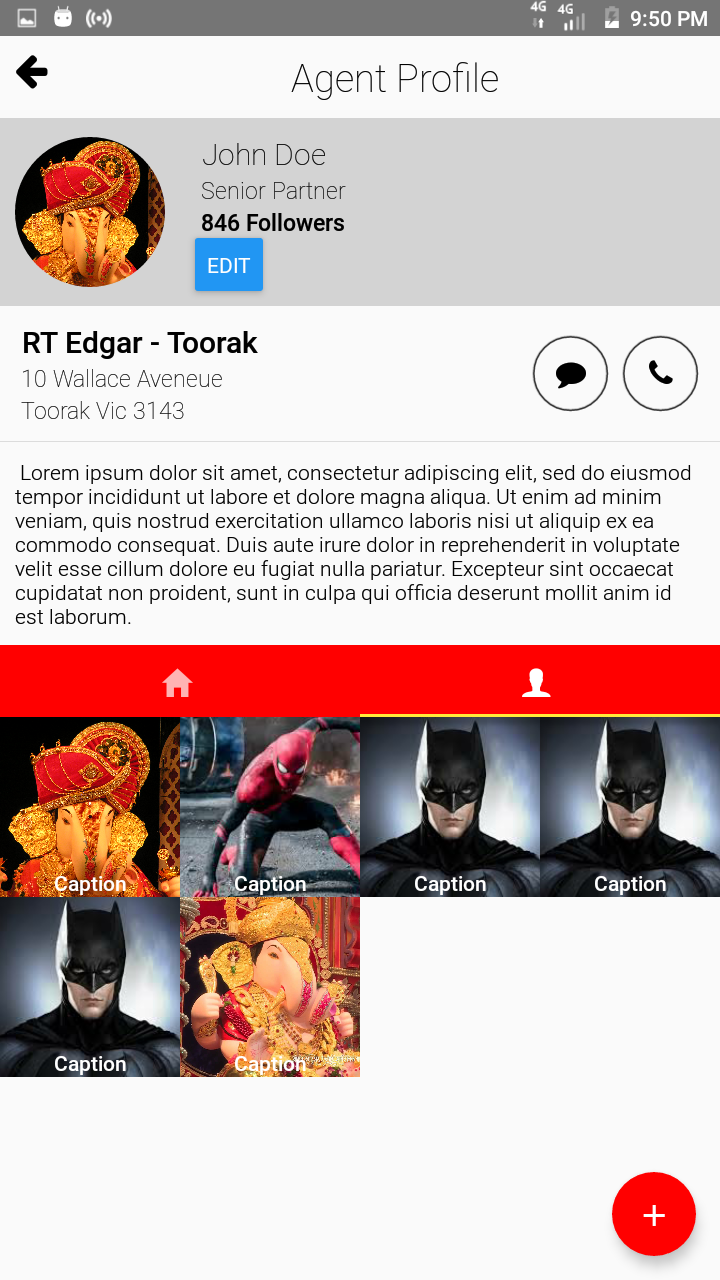 4G 4G 9:50 PM
Agent Profile
John Doe
Senior Partner
846 Followers
EDIT
RT Edgar - Toorak
10 Wallace Aveneue
Toorak Vic 3143
Lorem ipsum dolor sit amet, consectetur adipiscing elit, sed do eiusmod
tempor incididunt ut labore et dolore magna aliqua. Ut enim ad minim
veniam, quis nostrud exercitation ullamco laboris nisi ut aliquip ex ea
commodo consequat. Duis aute irure dolor in reprehenderit in voluptate
velit esse cillum dolore eu fugiat nulla pariatur. Excepteur sint occaecat
cupidatat non proident, sunt in culpa qui officia deserunt mollit anim id
est laborum.
Caption Caption Caption Caption
Caption Caption
+